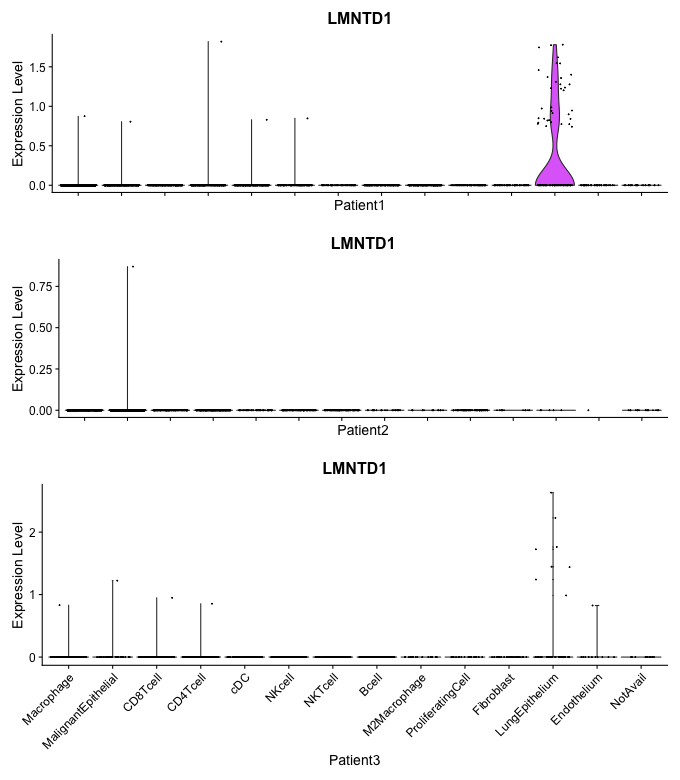 LMNTD1
Expression Level
1.5
1.0
0.5
0.0
Patient1
LMNTD1
Expression Level
0.75
0.50
0.25
0.00
Patient2
LMNTD1
Expression Level
2
1
0
Macrophage
MalignantEpithelial
CD8Tcell
CD4Tcell
cDC
NKcell
NKTcell
Bcell
M2Macrophage
ProliferatingCell
Fibroblast
LungEpithelium
Endothelium
NotAvail
Patient3